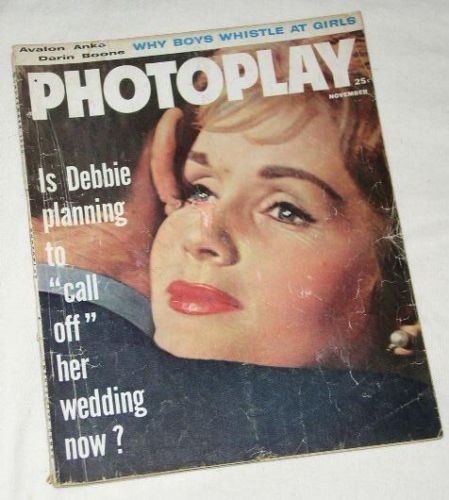 Avalon Anka
Darin Boone
WHY BOYS WHISTLE AT GIRLS
PHOTOPLAY
25¢
NOVEMBER
Is Debbie
planning
to
"call
off"
her
wedding
now?